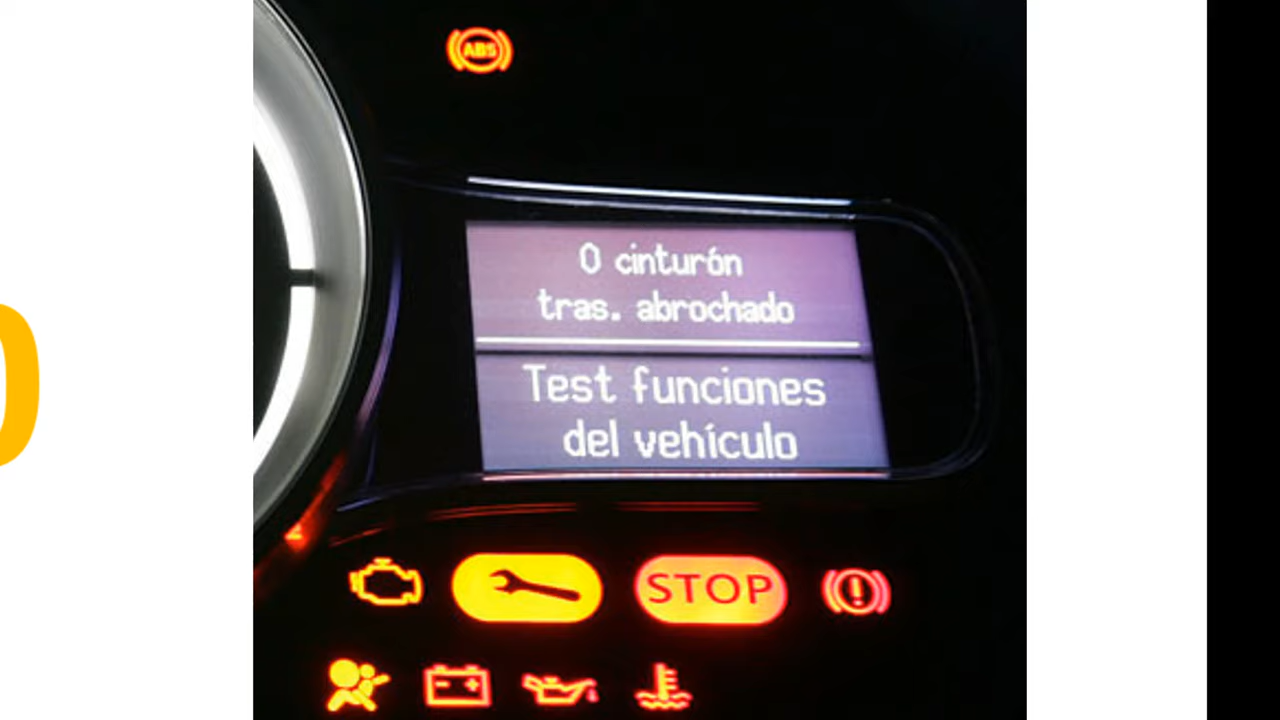 ABS
0 cinturón
tras. abrochado
Test funciones
del vehículo
STOP